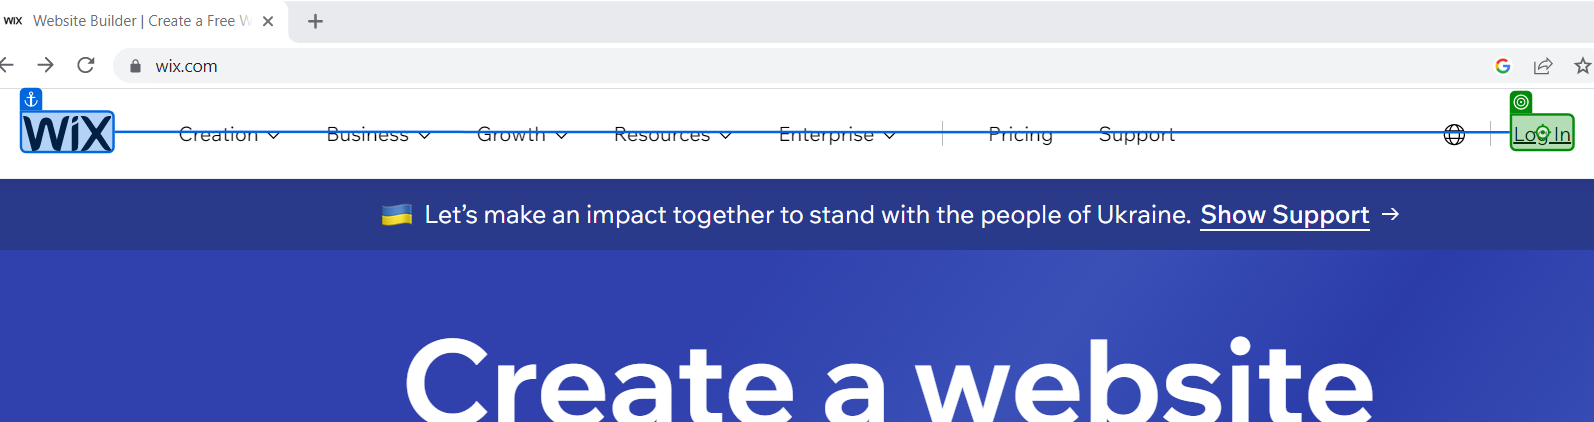 WiX Website Builder | Create a Free W
wix.com
WiX Creation Business Growth Resources Enterprise Pricing Support Log In
Let's make an impact together to stand with the people of Ukraine. Show Support →
Create a website